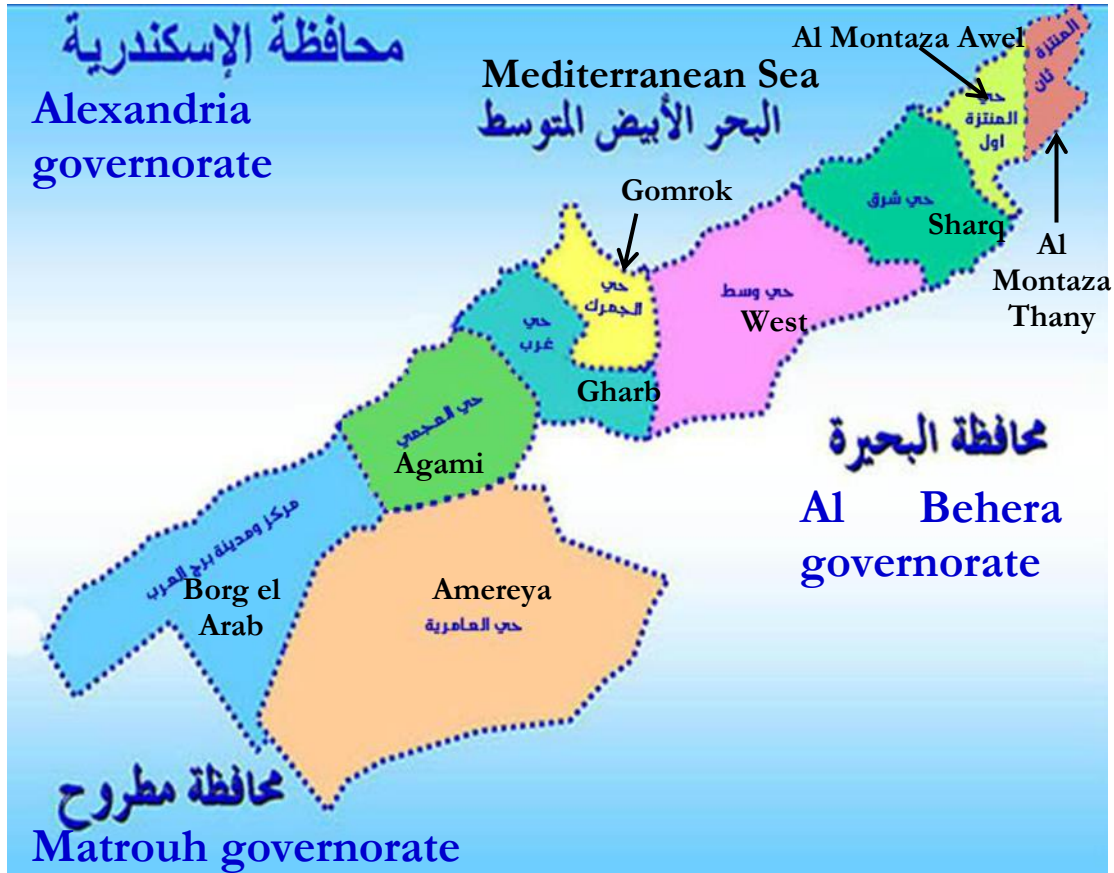 محافظة الإسكندرية
Alexandria
governorate
Mediterranean Sea
البحر الأبيض المتوسط
Al Montaza Awel
المنتزة
ثان
حي
المنتزة
اول
Al
Montaza
Thany
حي شرق
Sharq
Gomrok
حي
الجمرك
حي وسط
West
حي
غرب
Gharb
حي العجمي
Agami
مركز ومدينة برج العرب
Borg el
Arab
Amereya
حي العامرية
محافظة البحيرة
Al Behera
governorate
محافظة مطروح
Matrouh governorate